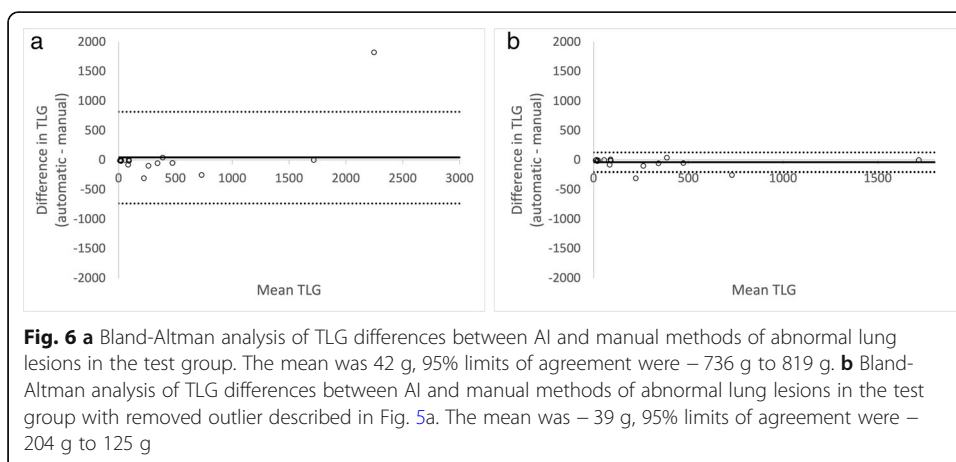 a
b
2000
1500
1000
500
0
-500
-1000
-1500
-2000
0 500 1000 1500 2000 2500 3000
Difference in TLG
(automatic - manual)
Mean TLG
2000
1500
1000
500
0
-500
-1000
-1500
-2000
0 500 1000 1500
Difference in TLG
(automatic - manual)
Mean TLG
Fig. 6 a Bland-Altman analysis of TLG differences between AI and manual methods of abnormal lung
lesions in the test group. The mean was 42 g, 95% limits of agreement were − 736 g to 819 g. b Bland-
Altman analysis of TLG differences between AI and manual methods of abnormal lung lesions in the test
group with removed outlier described in Fig. 5a. The mean was − 39 g, 95% limits of agreement were −
204 g to 125 g